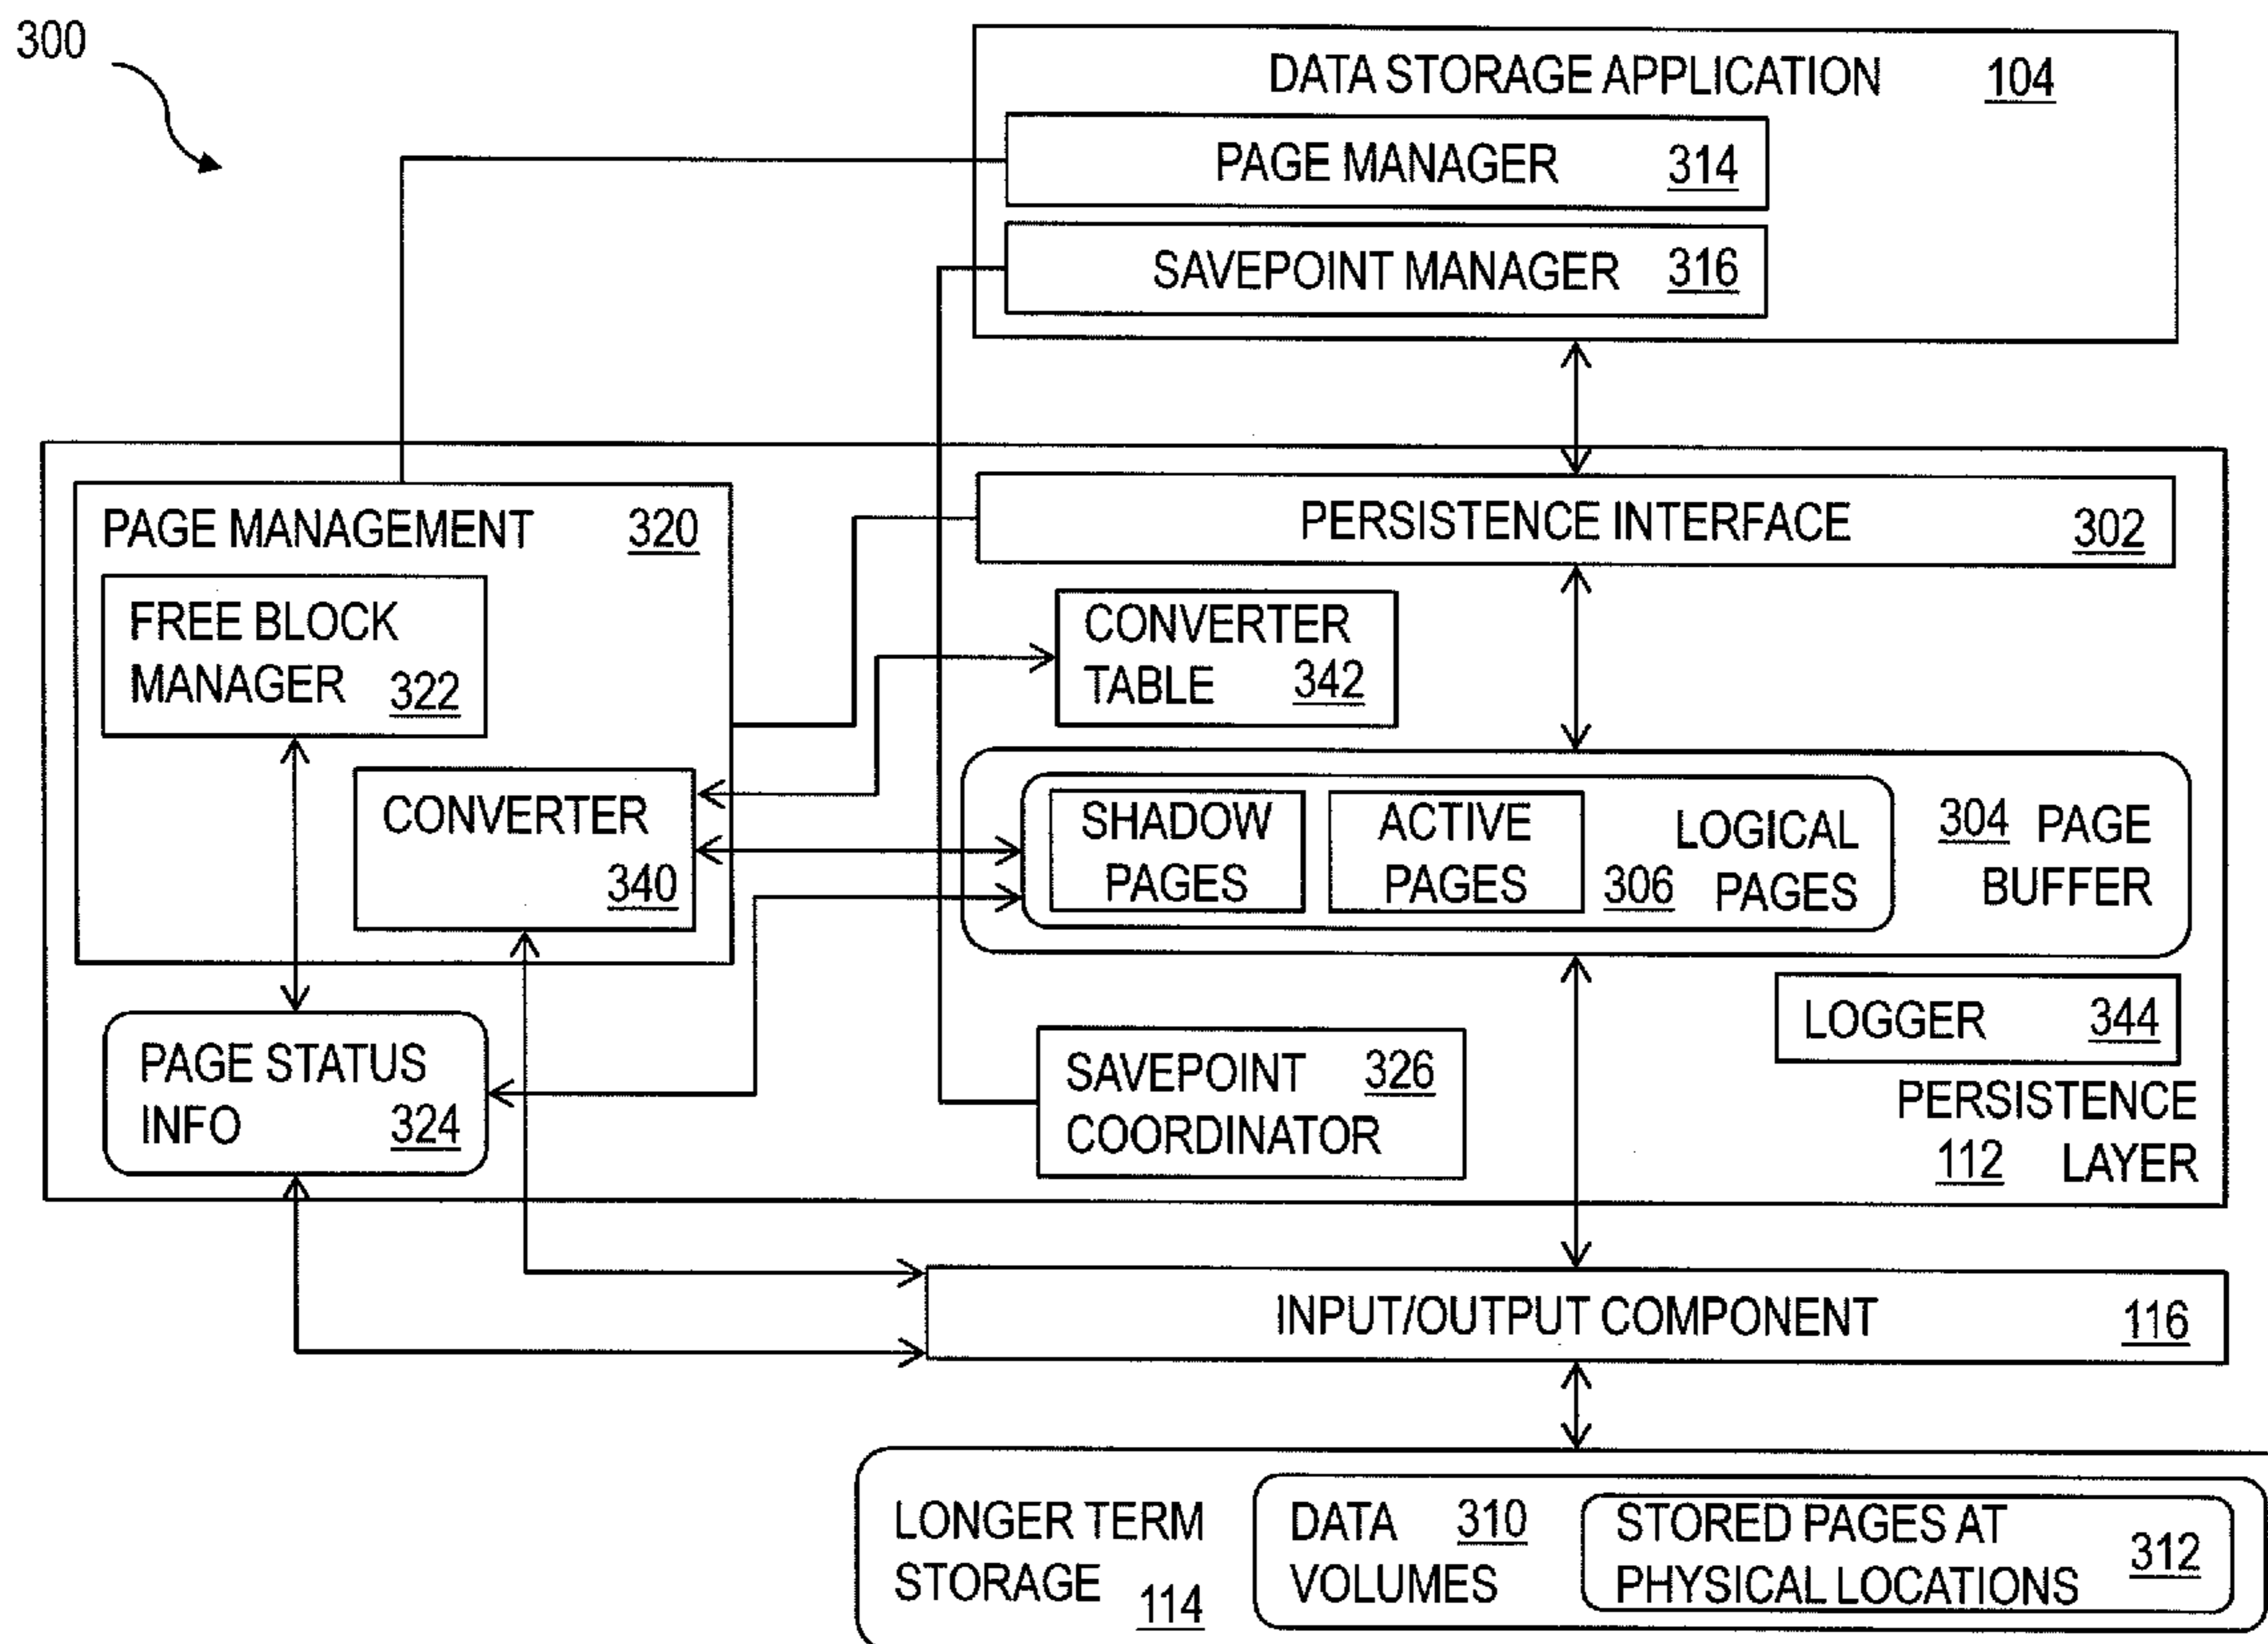 300
DATA STORAGE APPLICATION 104
PAGE MANAGER 314
SAVEPOINT MANAGER 316
PAGE MANAGEMENT 320
PERSISTENCE INTERFACE 302
FREE BLOCK
MANAGER 322
CONVERTER
TABLE 342
CONVERTER
340
SHADOW
PAGES
ACTIVE
PAGES
LOGICAL
306 PAGES
304 PAGE
BUFFER
LOGGER 344
PAGE STATUS
INFO 324
SAVEPOINT 326
COORDINATOR
PERSISTENCE
112 LAYER
INPUT/OUTPUT COMPONENT 116
LONGER TERM
STORAGE 114
DATA 310
VOLUMES
STORED PAGES AT
PHYSICAL LOCATIONS 312